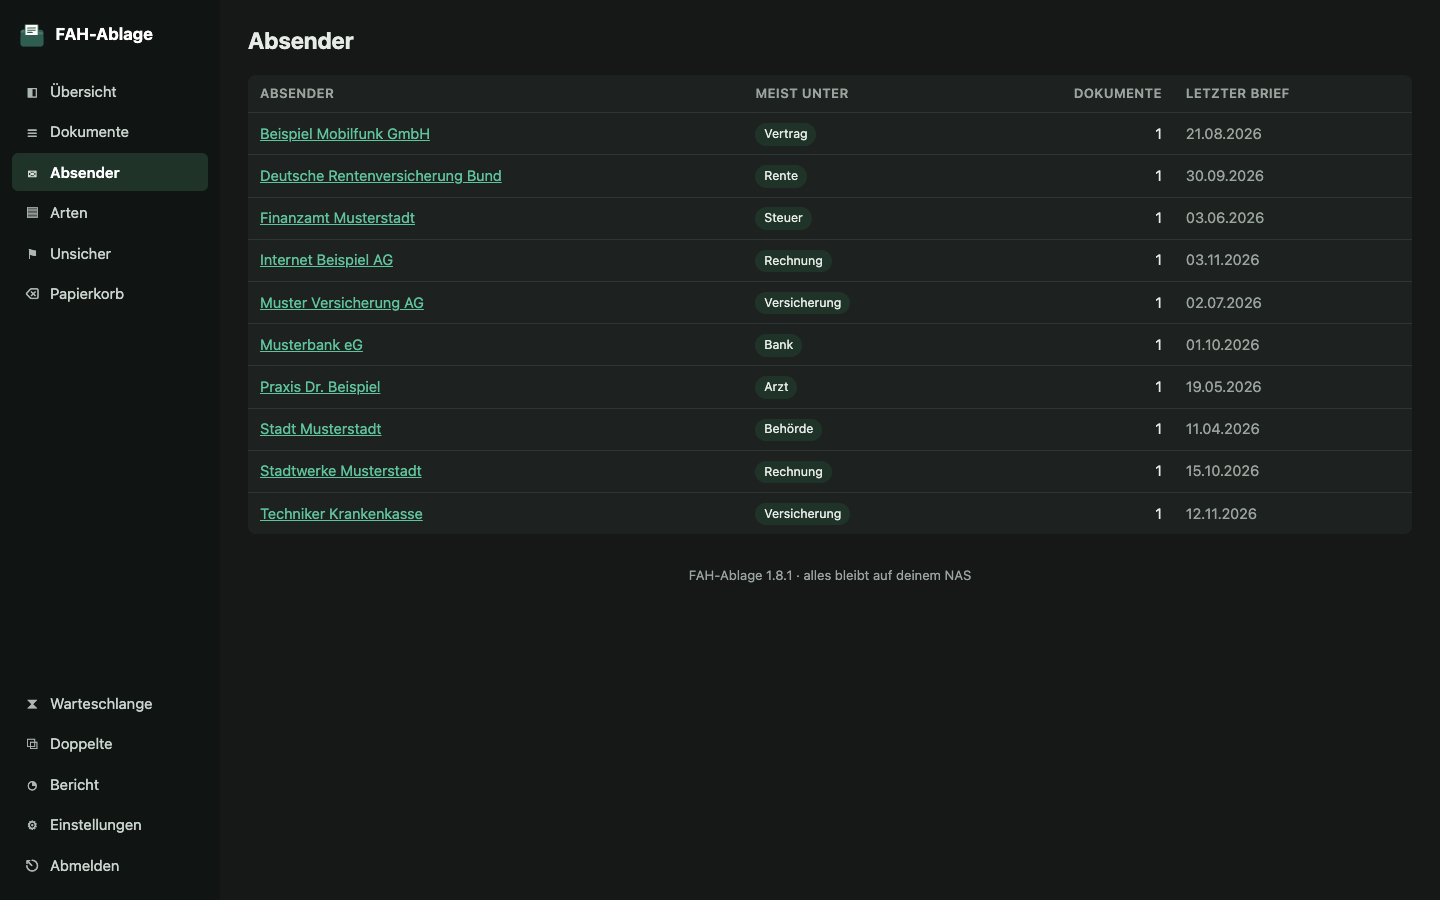 FAH-Ablage
Übersicht
Dokumente
Absender
Arten
Unsicher
Papierkorb
Warteschlange
Doppelte
Bericht
Einstellungen
Abmelden
Absender
ABSENDER MEIST UNTER DOKUMENTE LETZTER BRIEF
Beispiel Mobilfunk GmbH Vertrag 1 21.08.2026
Deutsche Rentenversicherung Bund Rente 1 30.09.2026
Finanzamt Musterstadt Steuer 1 03.06.2026
Internet Beispiel AG Rechnung 1 03.11.2026
Muster Versicherung AG Versicherung 1 02.07.2026
Musterbank eG Bank 1 01.10.2026
Praxis Dr. Beispiel Arzt 1 19.05.2026
Stadt Musterstadt Behörde 1 11.04.2026
Stadtwerke Musterstadt Rechnung 1 15.10.2026
Techniker Krankenkasse Versicherung 1 12.11.2026
FAH-Ablage 1.8.1 · alles bleibt auf deinem NAS